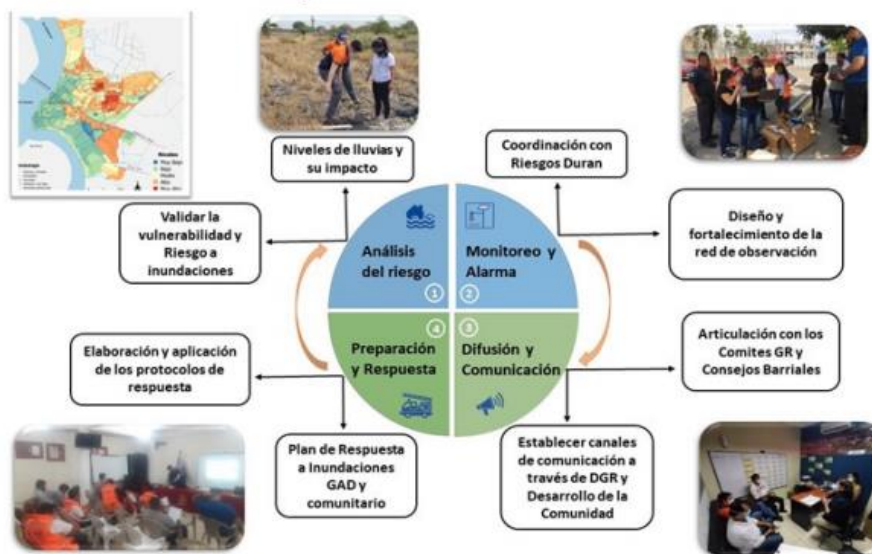 Niveles de lluvias y
su impacto
Coordinación con
Riesgos Duran
Validar la
vulnerabilidad y
Riesgo a
inundaciones
Análisis
del riesgo
1
Monitoreo y
Alarma
2
Diseño y
fortalecimiento de la
red de observación
Elaboración y aplicación
de los protocolos de
respuesta
4
Preparación
y Respuesta
3
Difusión y
Comunicación
Articulación con los
Comites GR y
Consejos Barriales
Plan de Respuesta
a Inundaciones
GAD y
comunitario
Establecer canales
de comunicación a
través de DGR y
Desarrollo de la
Comunidad